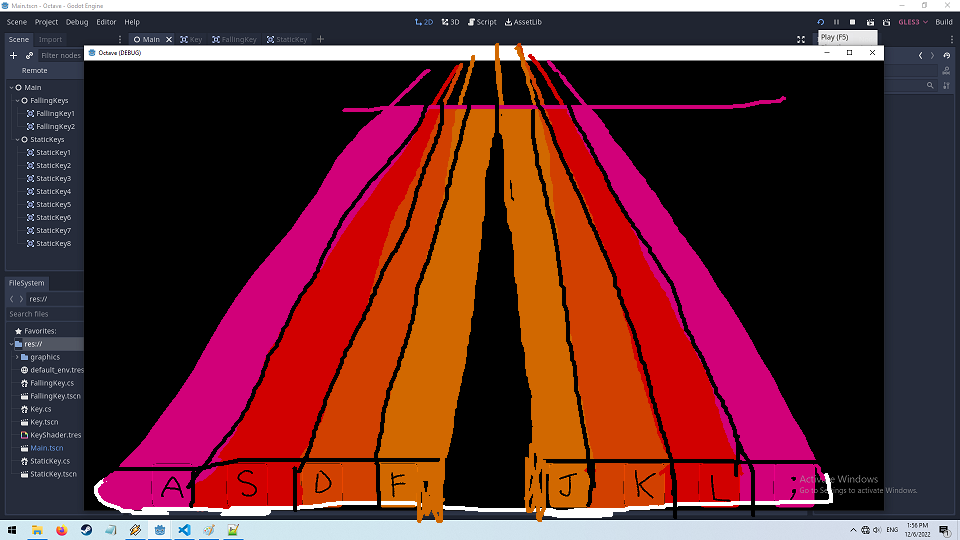 Main.tscn - Octave - Godot Engine
Scene Project Debug Editor Help
2D 3D Script AssetLib
GLES3 Build
Scene Import
Main Key FallingKey StaticKey
Play (F5)
Filter nodes
Octave (DEBUG)
Remote
Main
FallingKeys
FallingKey1
FallingKey2
StaticKeys
StaticKey1
StaticKey2
StaticKey3
StaticKey4
StaticKey5
StaticKey6
StaticKey7
StaticKey8
FileSystem
res://
Search files
Favorites:
res://
graphics
default_env.tres
FallingKey.cs
FallingKey.tscn
Key.cs
Key.tscn
KeyShader.tres
Main.tscn
StaticKey.cs
StaticKey.tscn
A S D F J K L ;
Activate Windows
Go to Settings to activate Windows.
ENG
1:56 PM
12/6/2022